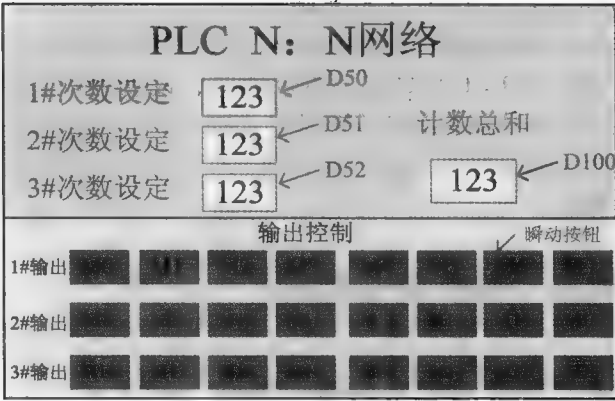 PLC N：N网络
1#次数设定 123 D50
2#次数设定 123 D51 计数总和
3#次数设定 123 D52 123 D100
输出控制 瞬动按钮
1#输出
2#输出
3#输出